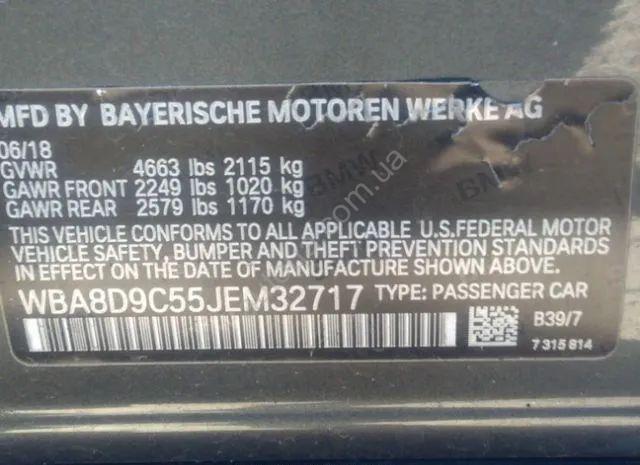 MFD BY BAYERISCHE MOTOREN WERKE AG
06/18
GVWR 4663 lbs 2115 kg
GAWR FRONT 2249 lbs 1020 kg
GAWR REAR 2579 lbs 1170 kg
THIS VEHICLE CONFORMS TO ALL APPLICABLE U.S.FEDERAL MOTOR
VEHICLE SAFETY, BUMPER AND THEFT PREVENTION STANDARDS
IN EFFECT ON THE DATE OF MANUFACTURE SHOWN ABOVE.
WBA8D9C55JEM32717 TYPE: PASSENGER CAR
B39/7
7 315 814
BMW
BMW